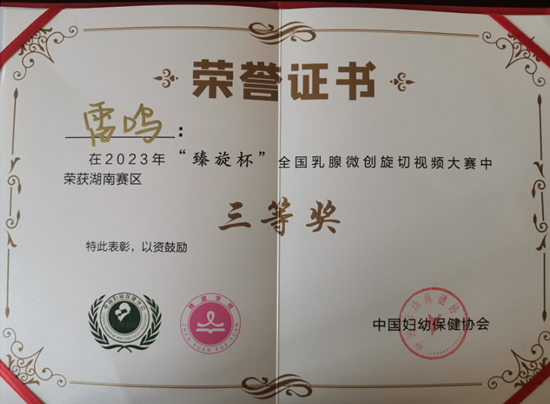 荣誉证书
雷鸣：
在2023年“臻旋杯”全国乳腺微创旋切视频大赛中
荣获湖南赛区
三等奖
特此表彰，以资鼓励
中国妇幼保健协会